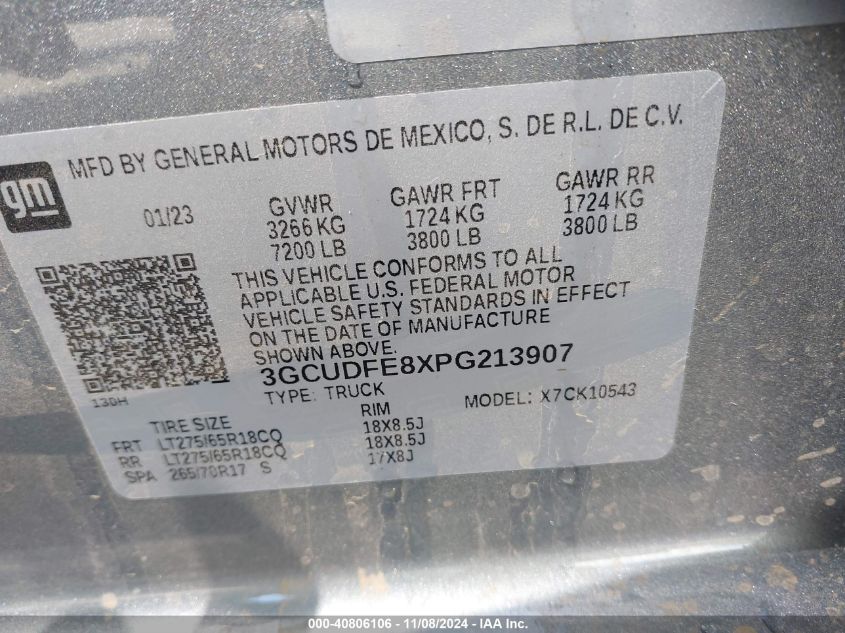 MFD BY GENERAL MOTORS DE MEXICO, S. DE R.L. DE C.V.
gm
01/23 GVWR GAWR FRT GAWR RR
3266 KG 1724 KG 1724 KG
7200 LB 3800 LB 3800 LB
THIS VEHICLE CONFORMS TO ALL
APPLICABLE U.S. FEDERAL MOTOR
VEHICLE SAFETY STANDARDS IN EFFECT
ON THE DATE OF MANUFACTURE
SHOWN ABOVE.
3GCUDFE8XPG213907
130H TYPE: TRUCK MODEL: X7CK10543
TIRE SIZE RIM
FRT LT275/65R18CQ 18X8.5J
RR LT275/65R18CQ 18X8.5J
SPA 265/70R17 S 17X8J
000-40806106 - 11/08/2024 - IAA Inc.